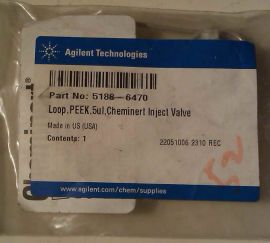 Agilent Technologies
Part No: 5188-6470
Loop,PEEK,5ul,Cheminert Inject Valve
Made in US (USA)
Contents: 1
22051006 2310 REC
www.agilent.com/chem/supplies
Cheminert